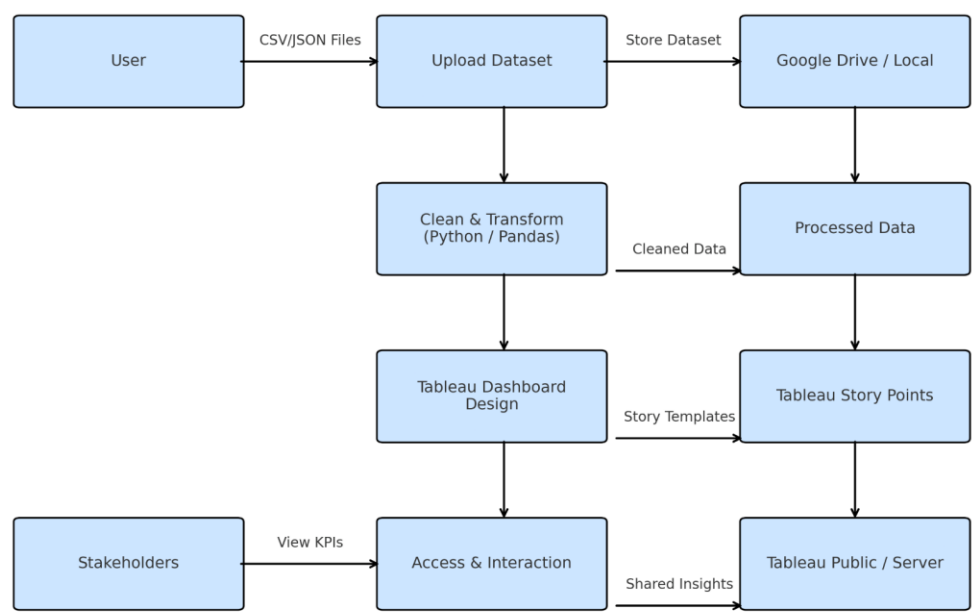 User
CSV/JSON Files
Upload Dataset
Store Dataset
Google Drive / Local
Clean & Transform
(Python / Pandas)
Cleaned Data
Processed Data
Tableau Dashboard
Design
Story Templates
Tableau Story Points
Stakeholders
View KPIs
Access & Interaction
Shared Insights
Tableau Public / Server